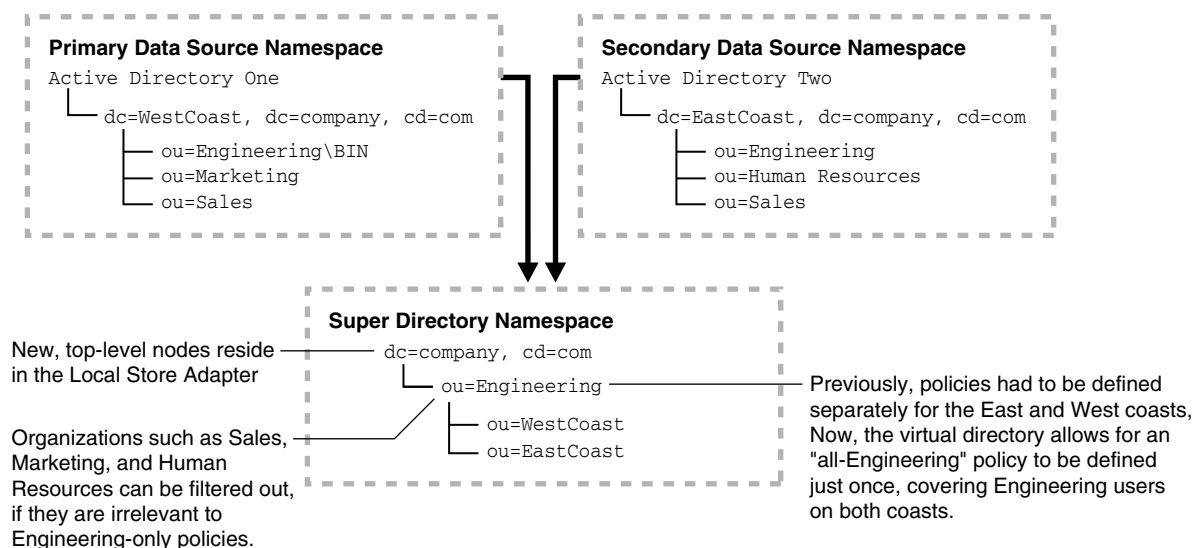 Primary Data Source Namespace
Active Directory One
dc=WestCoast, dc=company, cd=com
ou=Engineering\BIN
ou=Marketing
ou=Sales
Secondary Data Source Namespace
Active Directory Two
dc=EastCoast, dc=company, cd=com
ou=Engineering
ou=Human Resources
ou=Sales
Super Directory Namespace
dc=company, cd=com
ou=Engineering
ou=WestCoast
ou=EastCoast
New, top-level nodes reside
in the Local Store Adapter
Organizations such as Sales,
Marketing, and Human
Resources can be filtered out,
if they are irrelevant to
Engineering-only policies.
Previously, policies had to be defined
separately for the East and West coasts,
Now, the virtual directory allows for an
"all-Engineering" policy to be defined
just once, covering Engineering users
on both coasts.